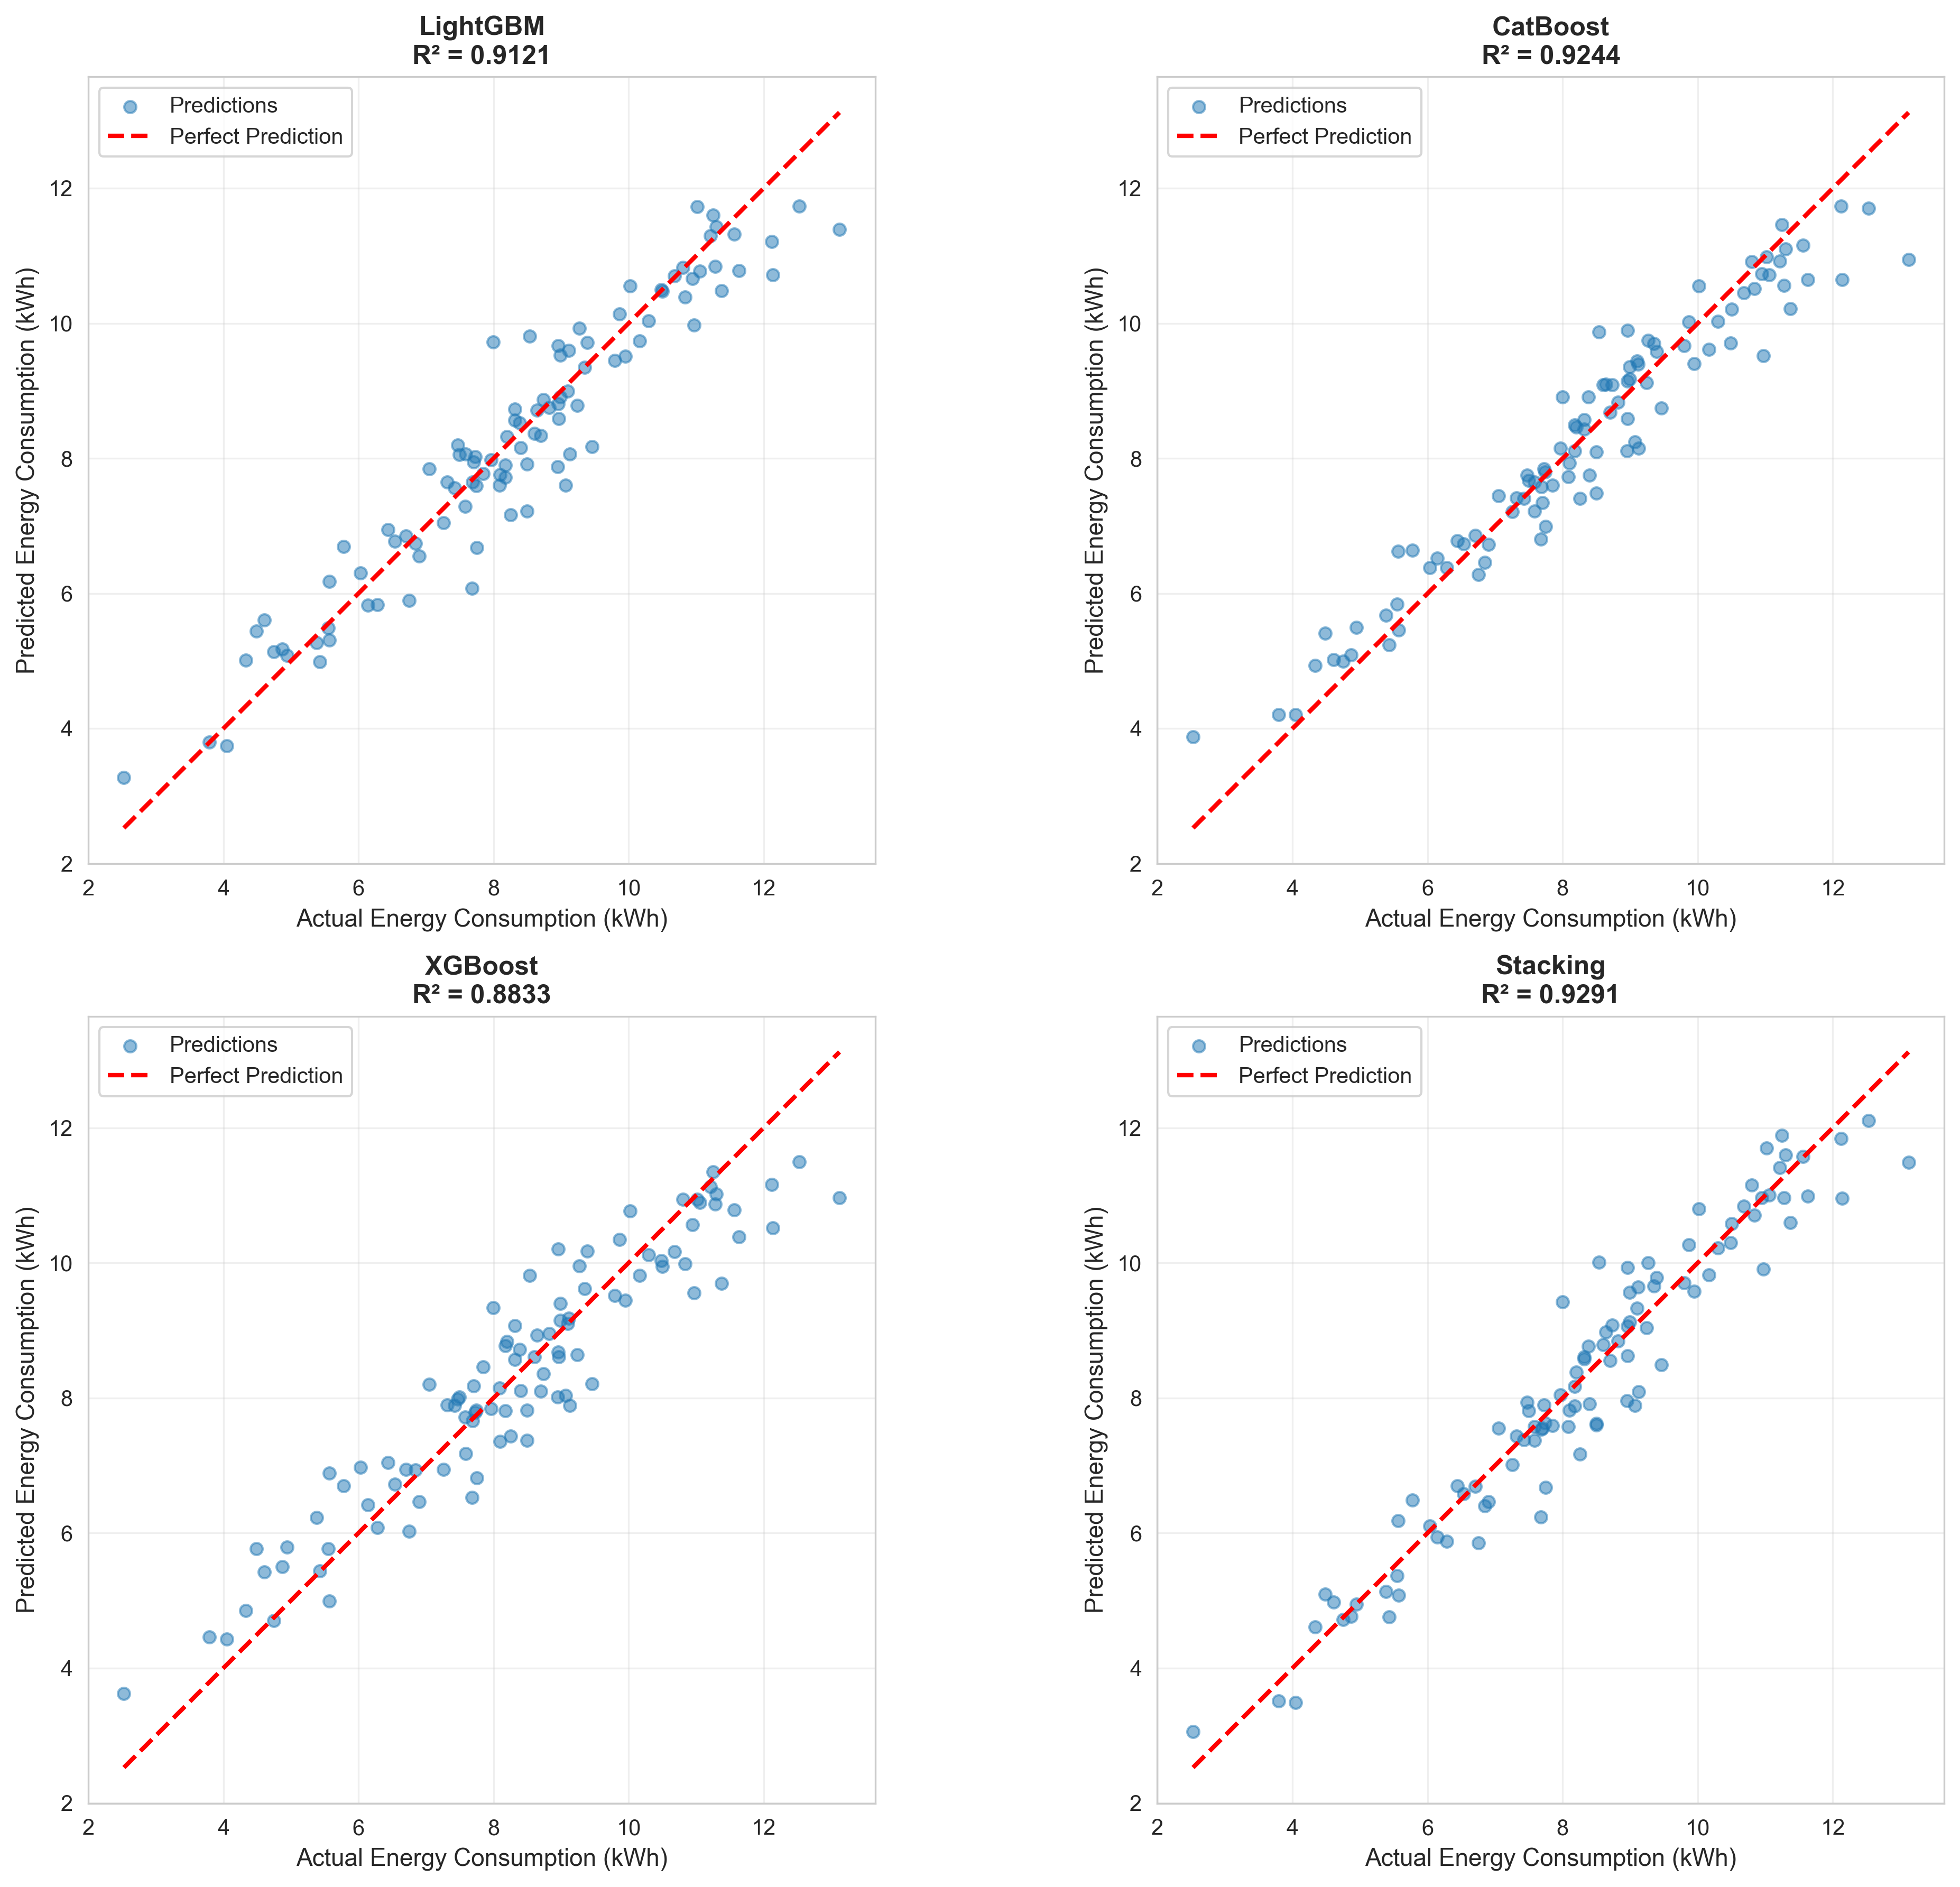 LightGBM
R² = 0.9121
Predictions
Perfect Prediction
12
10
8
6
4
2
Predicted Energy Consumption (kWh)
2 4 6 8 10 12
Actual Energy Consumption (kWh)
CatBoost
R² = 0.9244
Predictions
Perfect Prediction
12
10
8
6
4
2
Predicted Energy Consumption (kWh)
2 4 6 8 10 12
Actual Energy Consumption (kWh)
XGBoost
R² = 0.8833
Predictions
Perfect Prediction
12
10
8
6
4
2
Predicted Energy Consumption (kWh)
2 4 6 8 10 12
Actual Energy Consumption (kWh)
Stacking
R² = 0.9291
Predictions
Perfect Prediction
12
10
8
6
4
2
Predicted Energy Consumption (kWh)
2 4 6 8 10 12
Actual Energy Consumption (kWh)